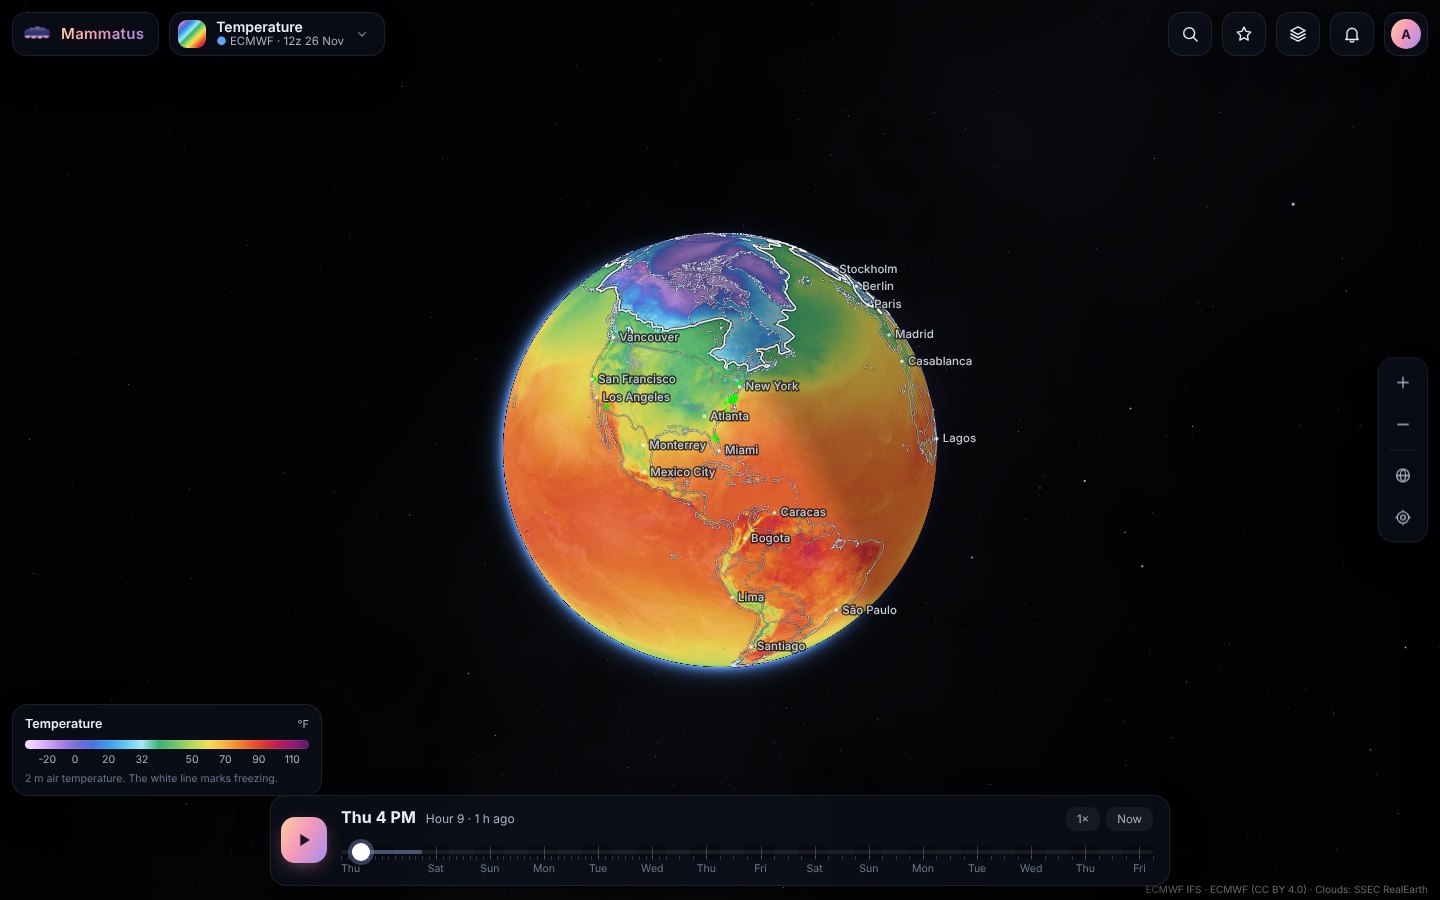 Mammatus
Temperature
ECMWF · 12z 26 Nov
A
Stockholm
Berlin
Paris
Madrid
Casablanca
Vancouver
San Francisco
Los Angeles
New York
Atlanta
Monterrey
Miami
Mexico City
Lagos
Caracas
Bogota
Lima
São Paulo
Santiago
Temperature °F
-20 0 20 32 50 70 90 110
2 m air temperature. The white line marks freezing.
Thu 4 PM Hour 9 · 1 h ago 1× Now
Thu Sat Sun Mon Tue Wed Thu Fri Sat Sun Mon Tue Wed Thu Fri
ECMWF IFS · ECMWF (CC BY 4.0) · Clouds: SSEC RealEarth